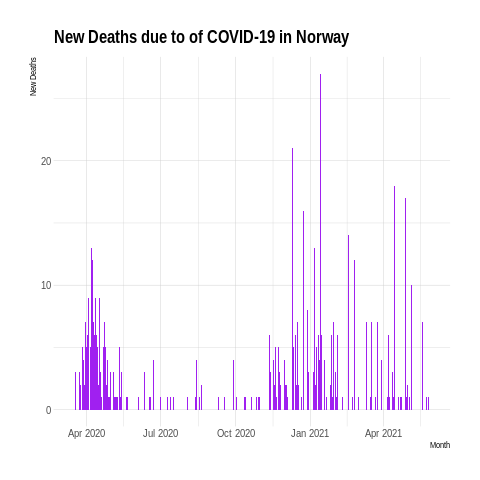 New Deaths due to of COVID-19 in Norway
New Deaths
20
10
0
Apr 2020 Jul 2020 Oct 2020 Jan 2021 Apr 2021
Month